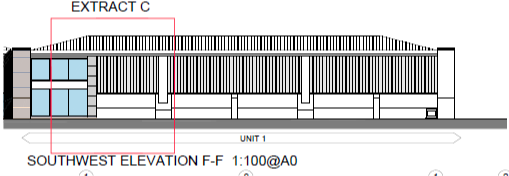 EXTRACT C
UNIT 1
SOUTHWEST ELEVATION F-F 1:100@A0